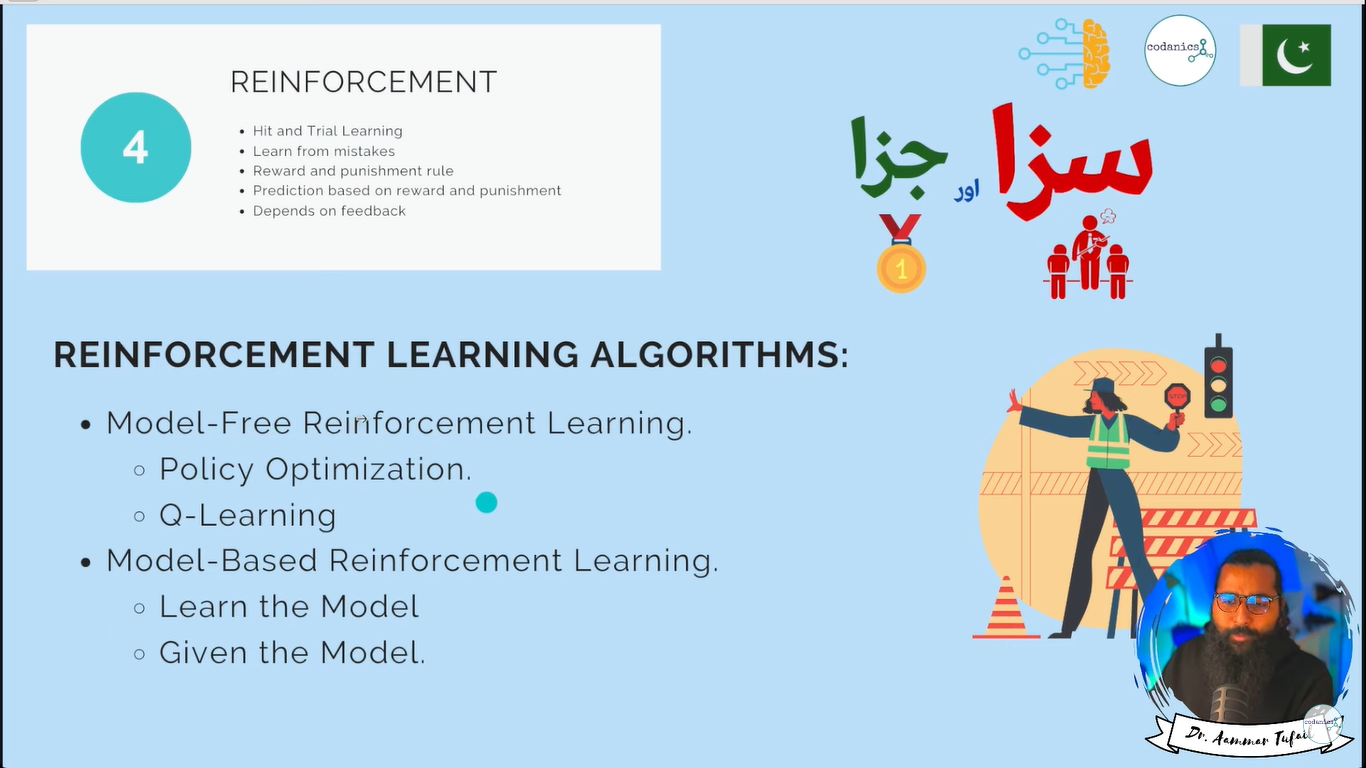 REINFORCEMENT
4
Hit and Trial Learning
Learn from mistakes
Reward and punishment rule
Prediction based on reward and punishment
Depends on feedback
codanics
سزا اور جزا
1
REINFORCEMENT LEARNING ALGORITHMS:
Model-Free Reinforcement Learning.
Policy Optimization.
Q-Learning
Model-Based Reinforcement Learning.
Learn the Model
Given the Model.
STOP
codanics
Dr. Aammar Tufai